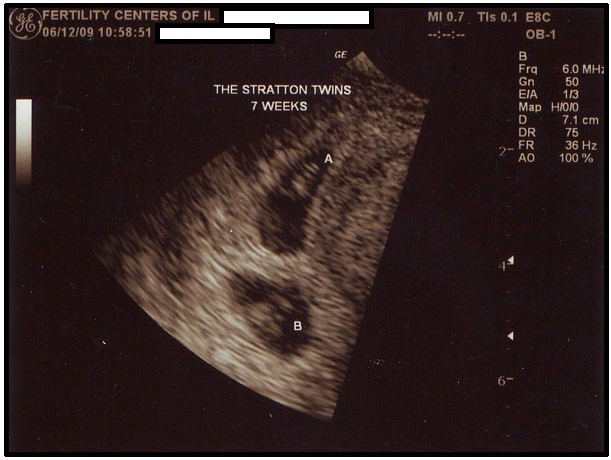 GE
FERTILITY CENTERS OF IL
06/12/09 10:58:51
MI 0.7 TIs 0.1 E8C
--:--:--
OB-1
GE
THE STRATTON TWINS
7 WEEKS
A
B
B
Frq 6.0 MHz
Gn 50
E/A 1/3
Map H/0/0
D 7.1 cm
DR 75
FR 36 Hz
AO 100 %
2
4
6